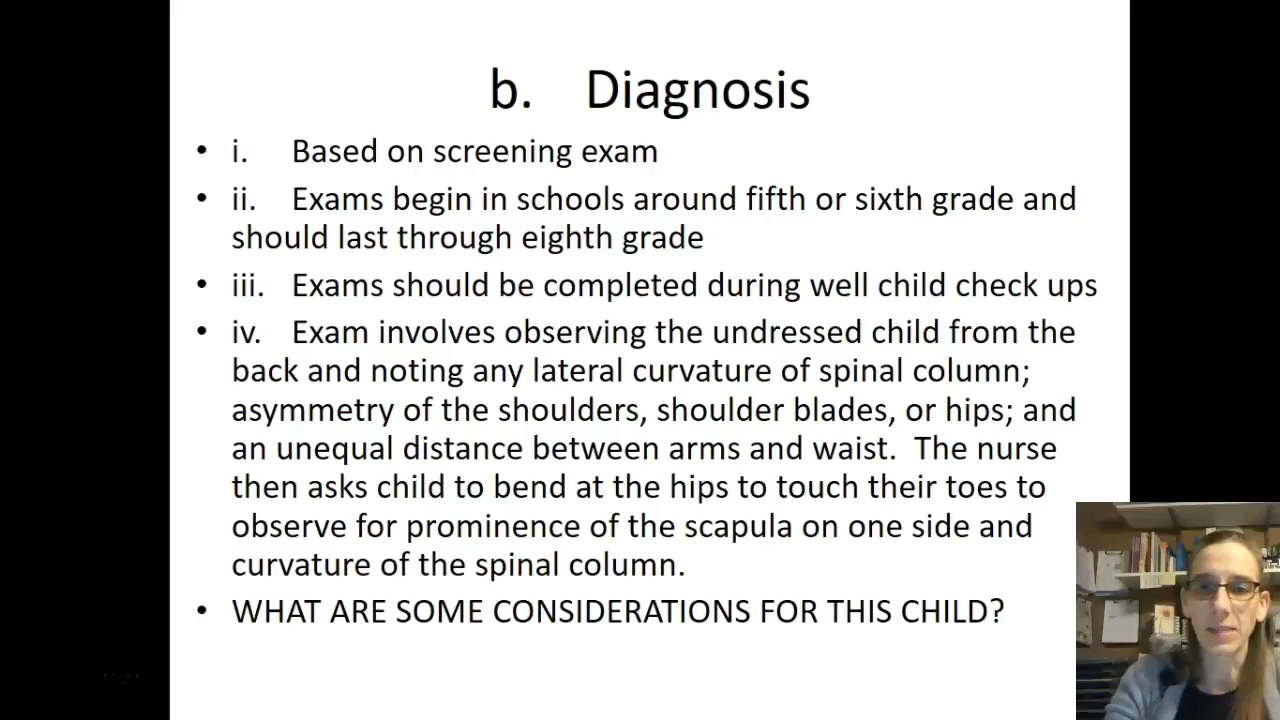 b. Diagnosis
• i. Based on screening exam
• ii. Exams begin in schools around fifth or sixth grade and
should last through eighth grade
• iii. Exams should be completed during well child check ups
• iv. Exam involves observing the undressed child from the
back and noting any lateral curvature of spinal column;
asymmetry of the shoulders, shoulder blades, or hips; and
an unequal distance between arms and waist. The nurse
then asks child to bend at the hips to touch their toes to
observe for prominence of the scapula on one side and
curvature of the spinal column.
• WHAT ARE SOME CONSIDERATIONS FOR THIS CHILD?